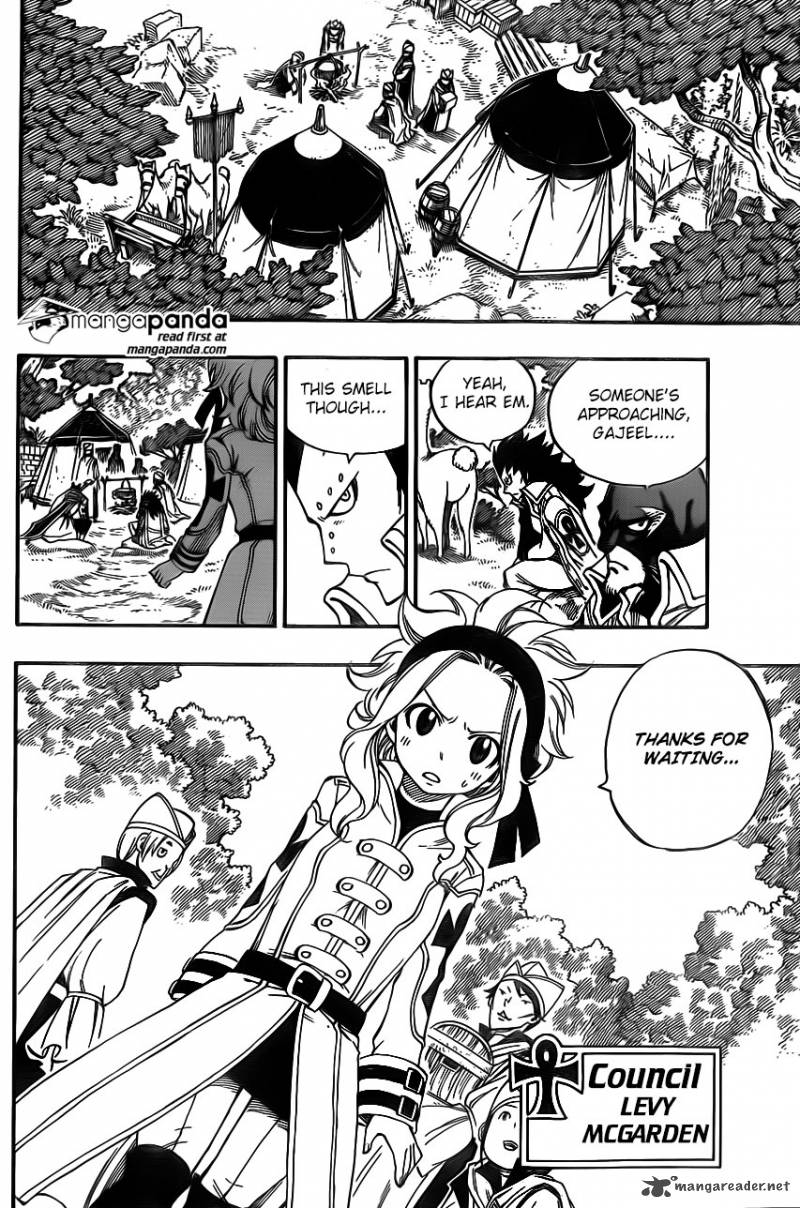 mangapanda
read first at
mangapanda.com
SOMEONE'S
APPROACHING,
GAJEEL....
YEAH,
I HEAR EM.
THIS SMELL
THOUGH...
THANKS FOR
WAITING...
Council
LEVY
MCGARDEN
mangareader.net